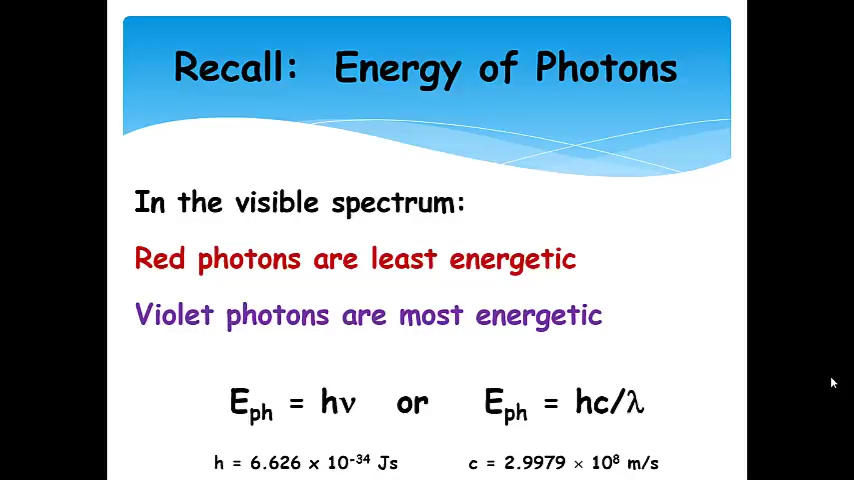 Recall: Energy of Photons
In the visible spectrum:
Red photons are least energetic
Violet photons are most energetic
E_ph = hν or E_ph = hc/λ
h = 6.626 x 10⁻³⁴ Js c = 2.9979 × 10⁸ m/s